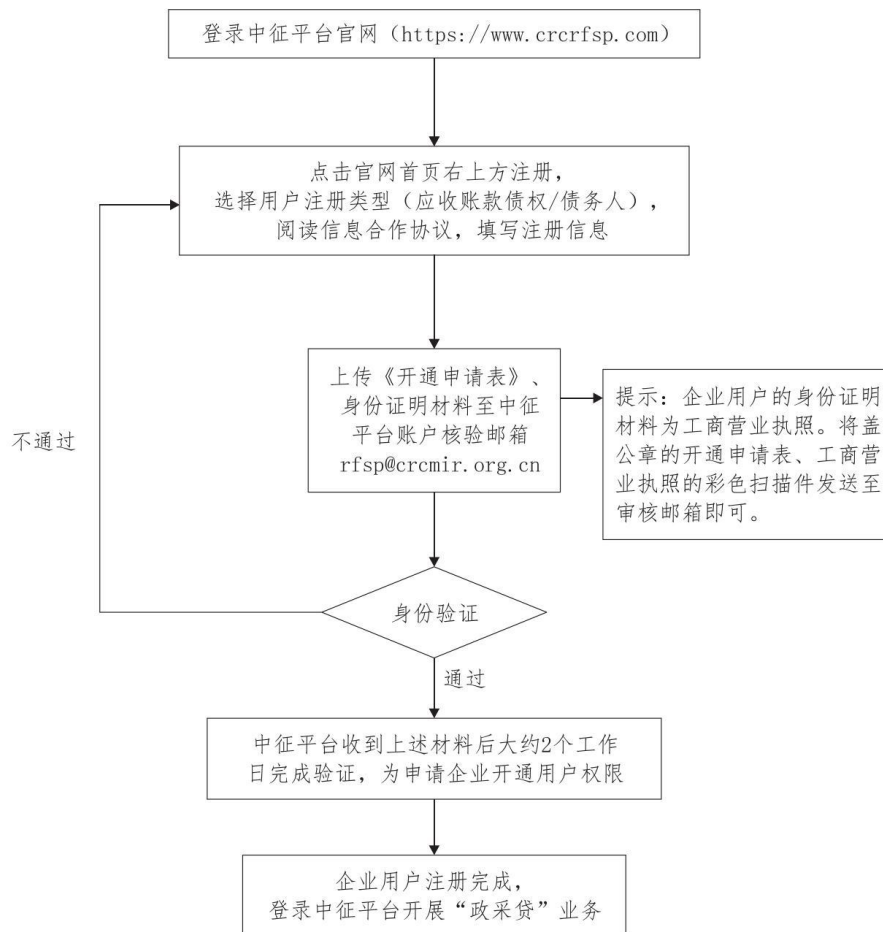 登录中征平台官网（https://www.crcrfsp.com）
点击官网首页右上方注册，
选择用户注册类型（应收账款债权/债务人），
阅读信息合作协议，填写注册信息
上传《开通申请表》、
身份证明材料至中征
平台账户核验邮箱
rfsp@crcmir.org.cn
提示：企业用户的身份证明
材料为工商营业执照。将盖
公章的开通申请表、工商营
业执照的彩色扫描件发送至
审核邮箱即可。
不通过
身份验证
通过
中征平台收到上述材料后大约2个工作
日完成验证，为申请企业开通用户权限
企业用户注册完成，
登录中征平台开展“政采贷”业务